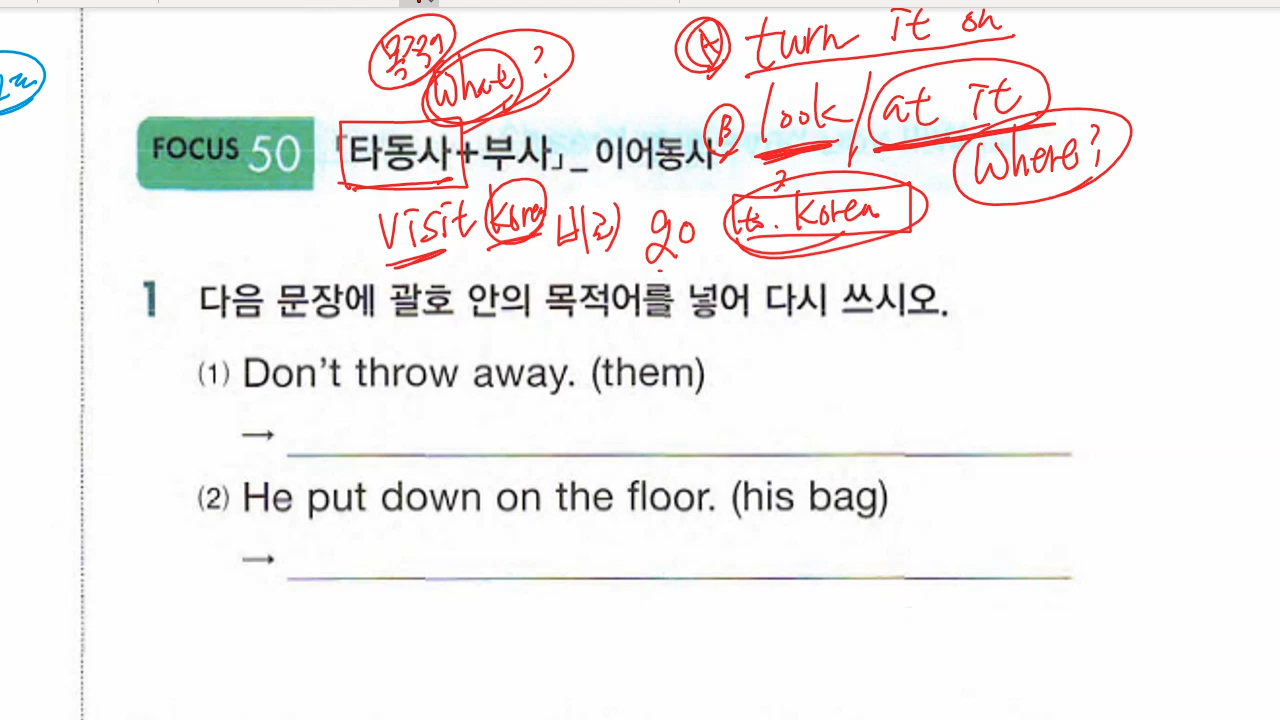 What ?
A turn it on
B look / at it
Where?
FOCUS 50 「타동사+부사」_ 이어동사
visit Korea 비교) go to. Korea
1 다음 문장에 괄호 안의 목적어를 넣어 다시 쓰시오.
(1) Don't throw away. (them)
→
(2) He put down on the floor. (his bag)
→